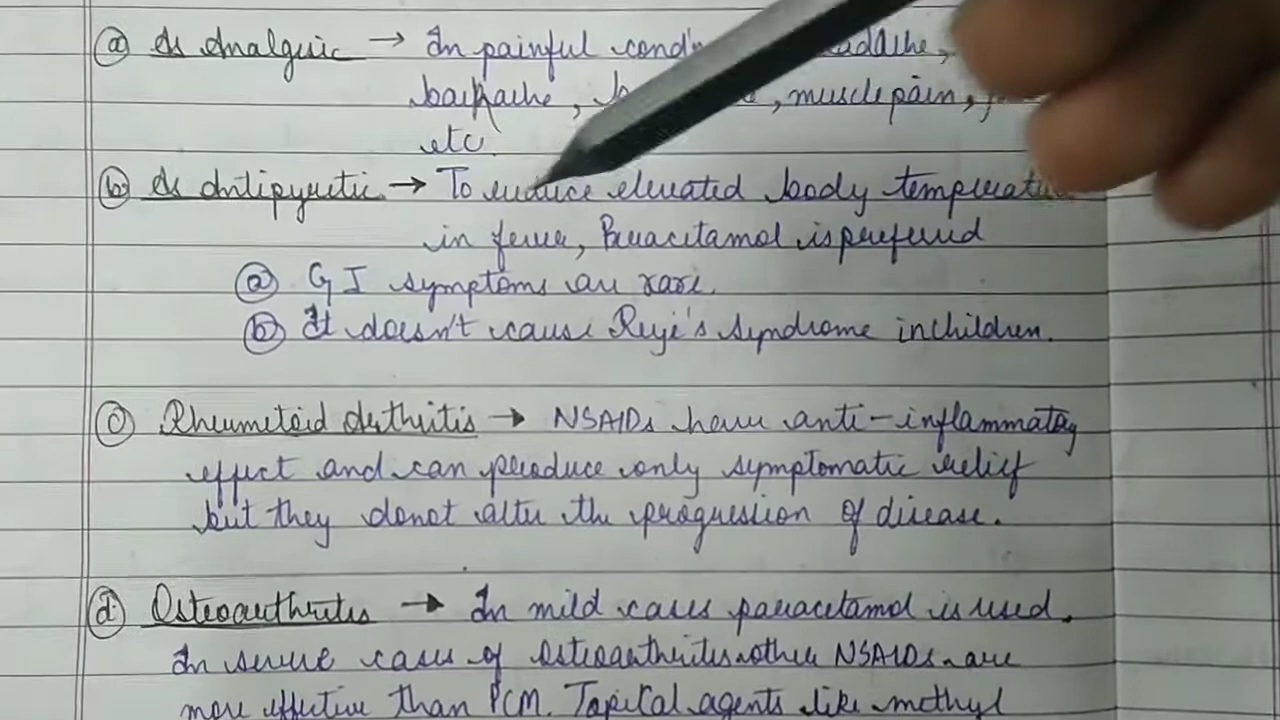 ⓐ As Analgesic → In painful cond'n headache,
backache, , muscle pain,
etc
ⓑ As Antipyretic → To reduce elevated body temperature
in fever, Paracetamol is preferred
ⓐ GI symptoms are rare.
ⓑ It doesn't cause Reye's Syndrome in children.
ⓒ Rheumetoid Arthritis → NSAIDs have anti-inflammatory
effect and can produce only symptomatic relief
but they donot alter the progression of disease.
ⓓ Osteoarthritis → In mild cases paracetamol is used.
In severe cases of Osteoarthritis other NSAIDs are
more effective than PCM. Topical agents like methyl